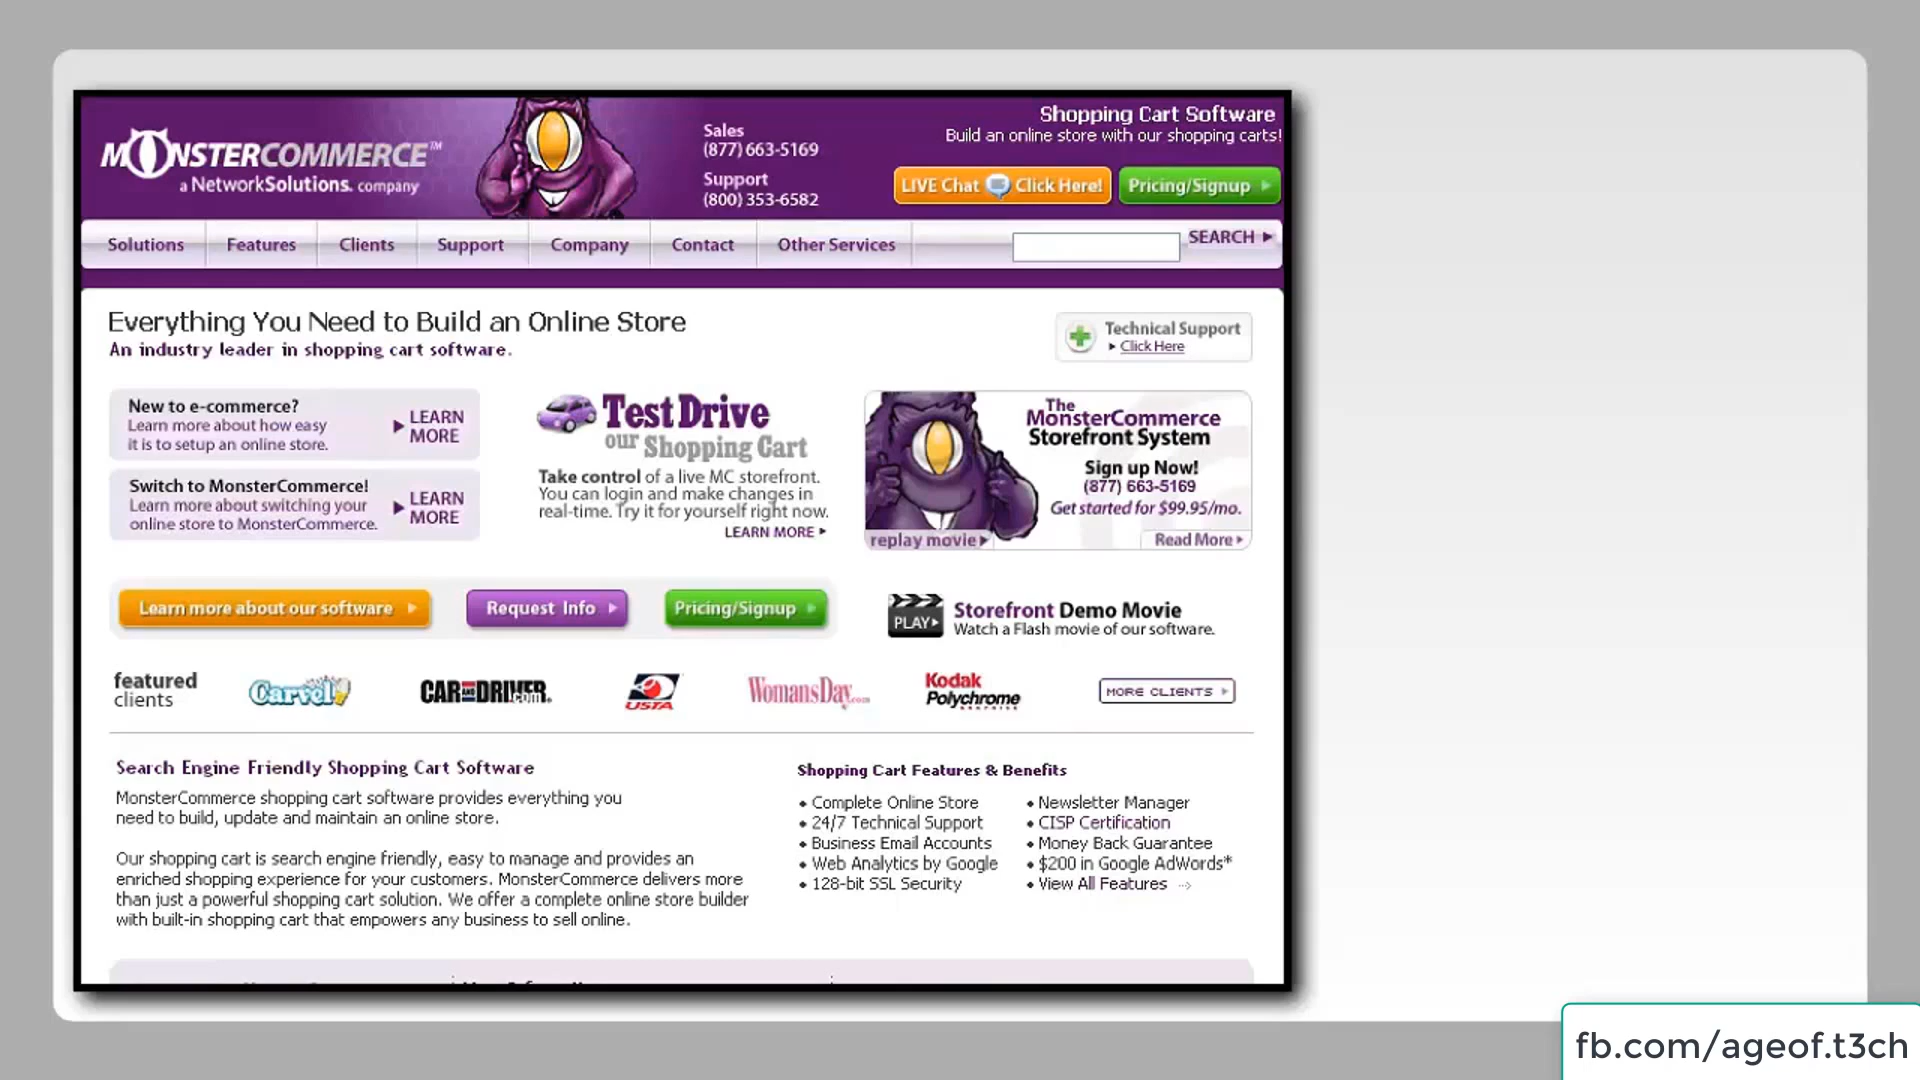 MONSTERCOMMERCE™
a NetworkSolutions. company
Sales
(877) 663-5169
Support
(800) 353-6582
Shopping Cart Software
Build an online store with our shopping carts!
LIVE Chat Click Here!
Pricing/Signup
Solutions Features Clients Support Company Contact Other Services SEARCH
Everything You Need to Build an Online Store
An industry leader in shopping cart software.
Technical Support
Click Here
New to e-commerce?
Learn more about how easy
it is to setup an online store.
LEARN
MORE
Switch to MonsterCommerce!
Learn more about switching your
online store to MonsterCommerce.
LEARN
MORE
Test Drive
our Shopping Cart
Take control of a live MC storefront.
You can login and make changes in
real-time. Try it for yourself right now.
LEARN MORE
The
MonsterCommerce
Storefront System
Sign up Now!
(877) 663-5169
Get started for $99.95/mo.
replay movie
Read More
Learn more about our software
Request Info
Pricing/Signup
PLAY
Storefront Demo Movie
Watch a Flash movie of our software.
featured
clients
Carvel
CAR AND DRIVER.com
USTA
WomansDay.com
Kodak
Polychrome
GRAPHICS
MORE CLIENTS
Search Engine Friendly Shopping Cart Software
MonsterCommerce shopping cart software provides everything you
need to build, update and maintain an online store.
Our shopping cart is search engine friendly, easy to manage and provides an
enriched shopping experience for your customers. MonsterCommerce delivers more
than just a powerful shopping cart solution. We offer a complete online store builder
with built-in shopping cart that empowers any business to sell online.
Shopping Cart Features & Benefits
• Complete Online Store
• 24/7 Technical Support
• Business Email Accounts
• Web Analytics by Google
• 128-bit SSL Security
• Newsletter Manager
• CISP Certification
• Money Back Guarantee
• $200 in Google AdWords*
• View All Features
fb.com/ageof.t3ch